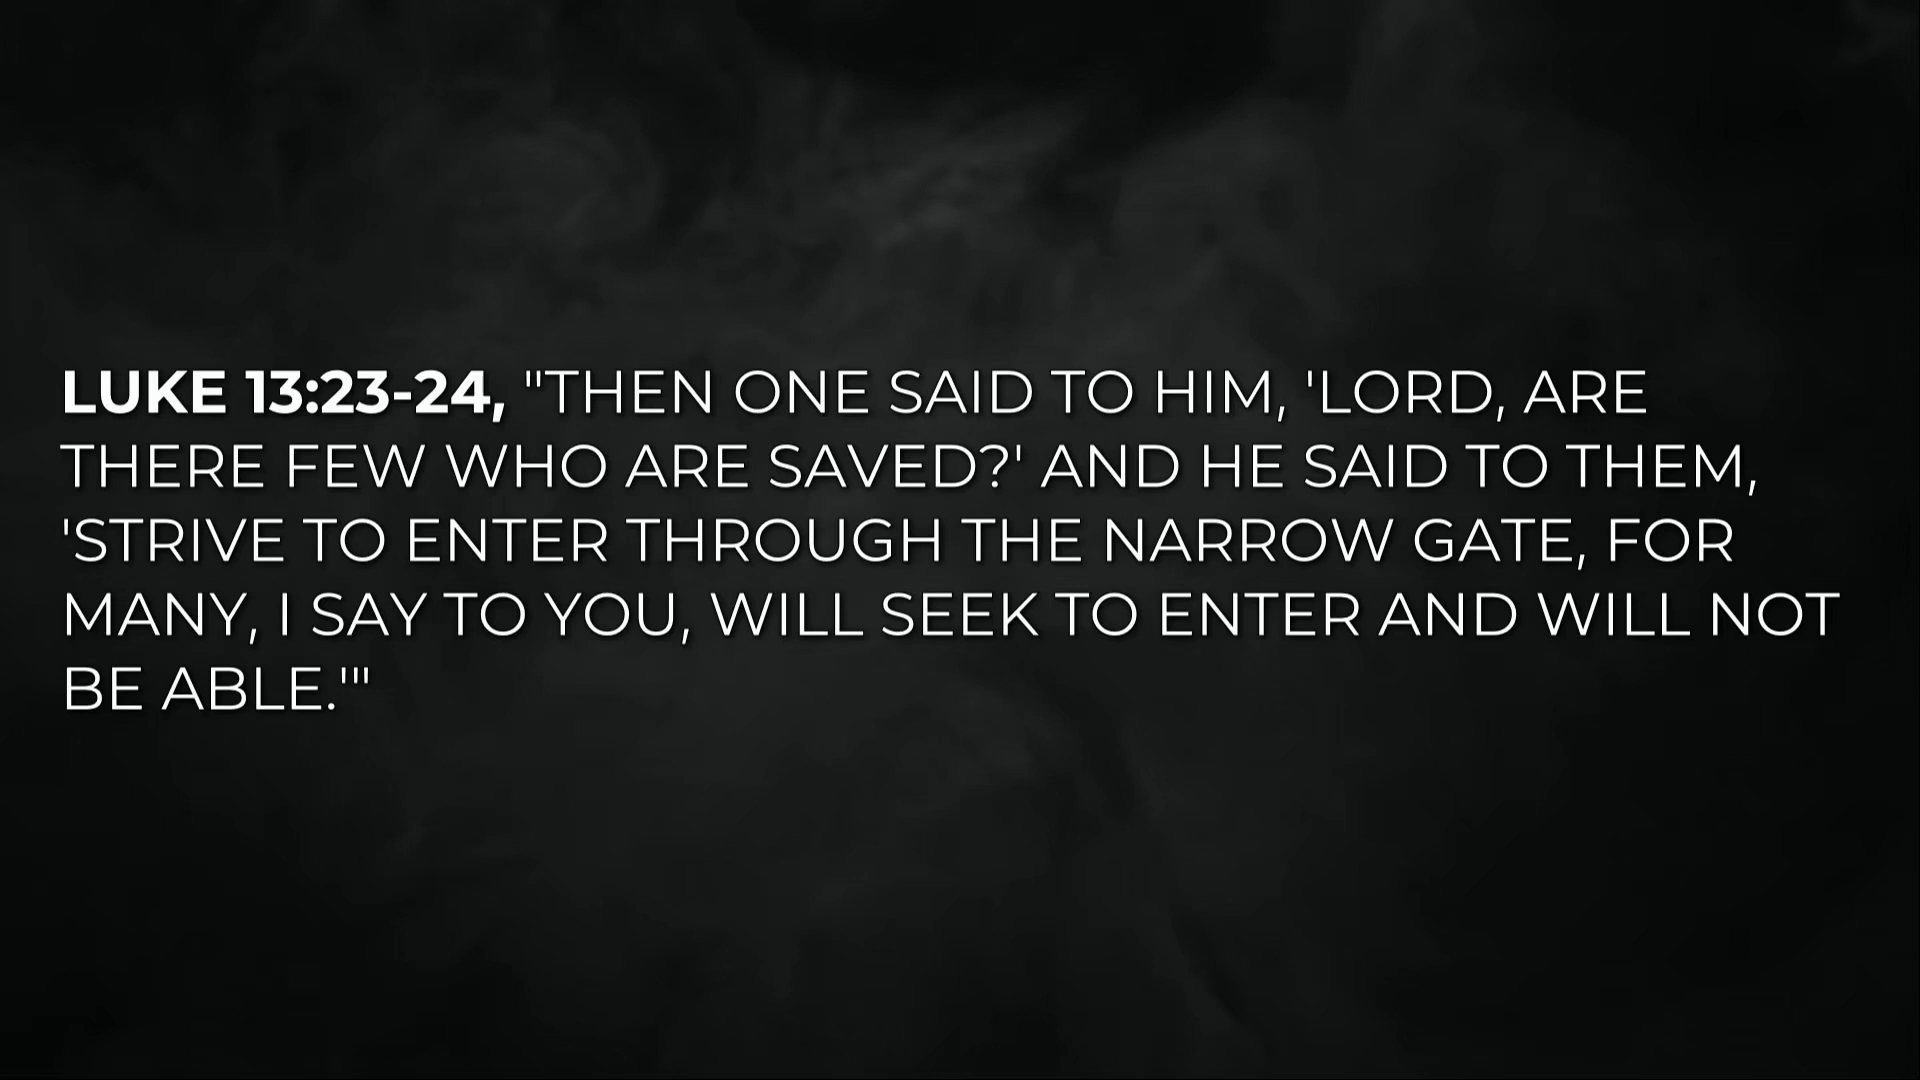 LUKE 13:23-24, "THEN ONE SAID TO HIM, 'LORD, ARE
THERE FEW WHO ARE SAVED?' AND HE SAID TO THEM,
'STRIVE TO ENTER THROUGH THE NARROW GATE, FOR
MANY, I SAY TO YOU, WILL SEEK TO ENTER AND WILL NOT
BE ABLE.'"